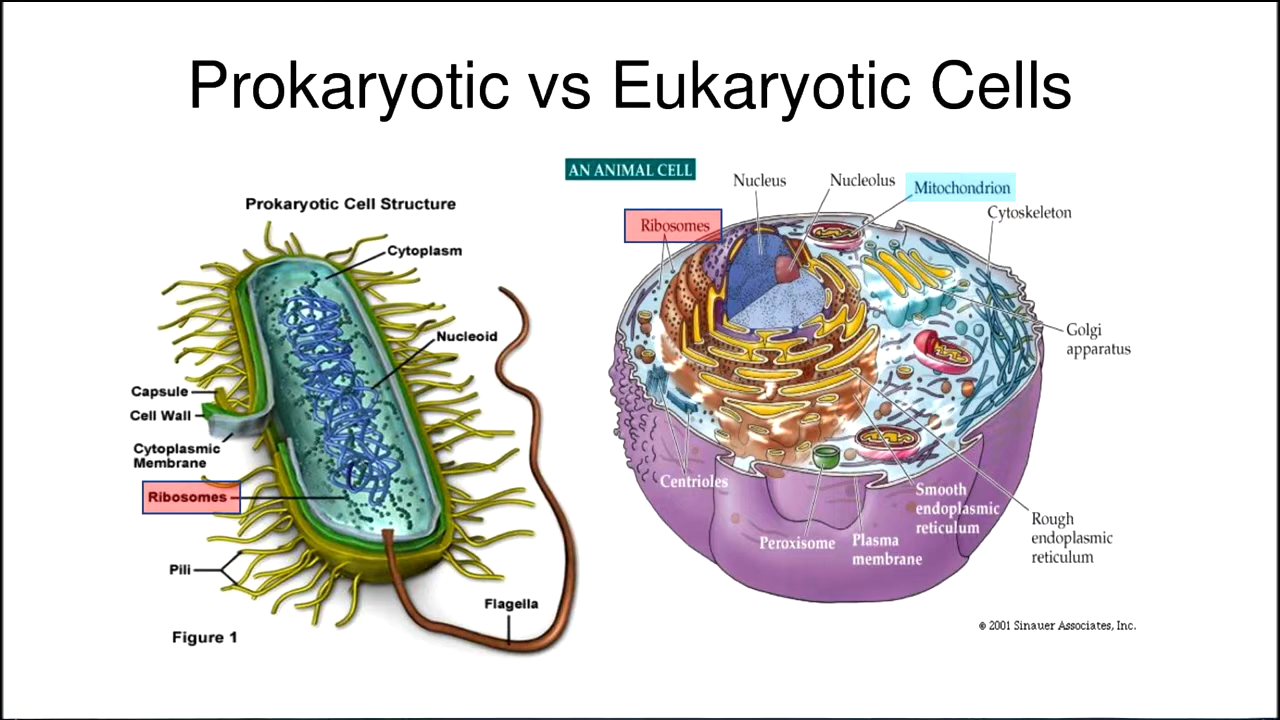 Prokaryotic vs Eukaryotic Cells
Prokaryotic Cell Structure
Cytoplasm
Nucleoid
Capsule
Cell Wall
Cytoplasmic
Membrane
Ribosomes
Pili
Flagella
Figure 1
AN ANIMAL CELL
Nucleus
Nucleolus
Mitochondrion
Ribosomes
Cytoskeleton
Golgi
apparatus
Centrioles
Smooth
endoplasmic
reticulum
Rough
endoplasmic
reticulum
Peroxisome
Plasma
membrane
© 2001 Sinauer Associates, Inc.